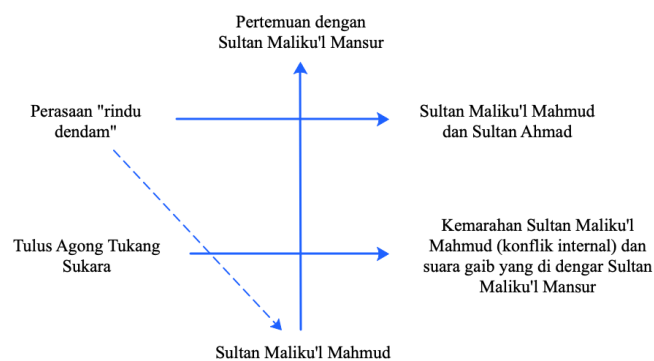 Pertemuan dengan
Sultan Maliku'l Mansur
Perasaan "rindu
dendam"
Sultan Maliku'l Mahmud
dan Sultan Ahmad
Tulus Agong Tukang
Sukara
Kemarahan Sultan Maliku'l
Mahmud (konflik internal) dan
suara gaib yang di dengar Sultan
Maliku'l Mansur
Sultan Maliku'l Mahmud